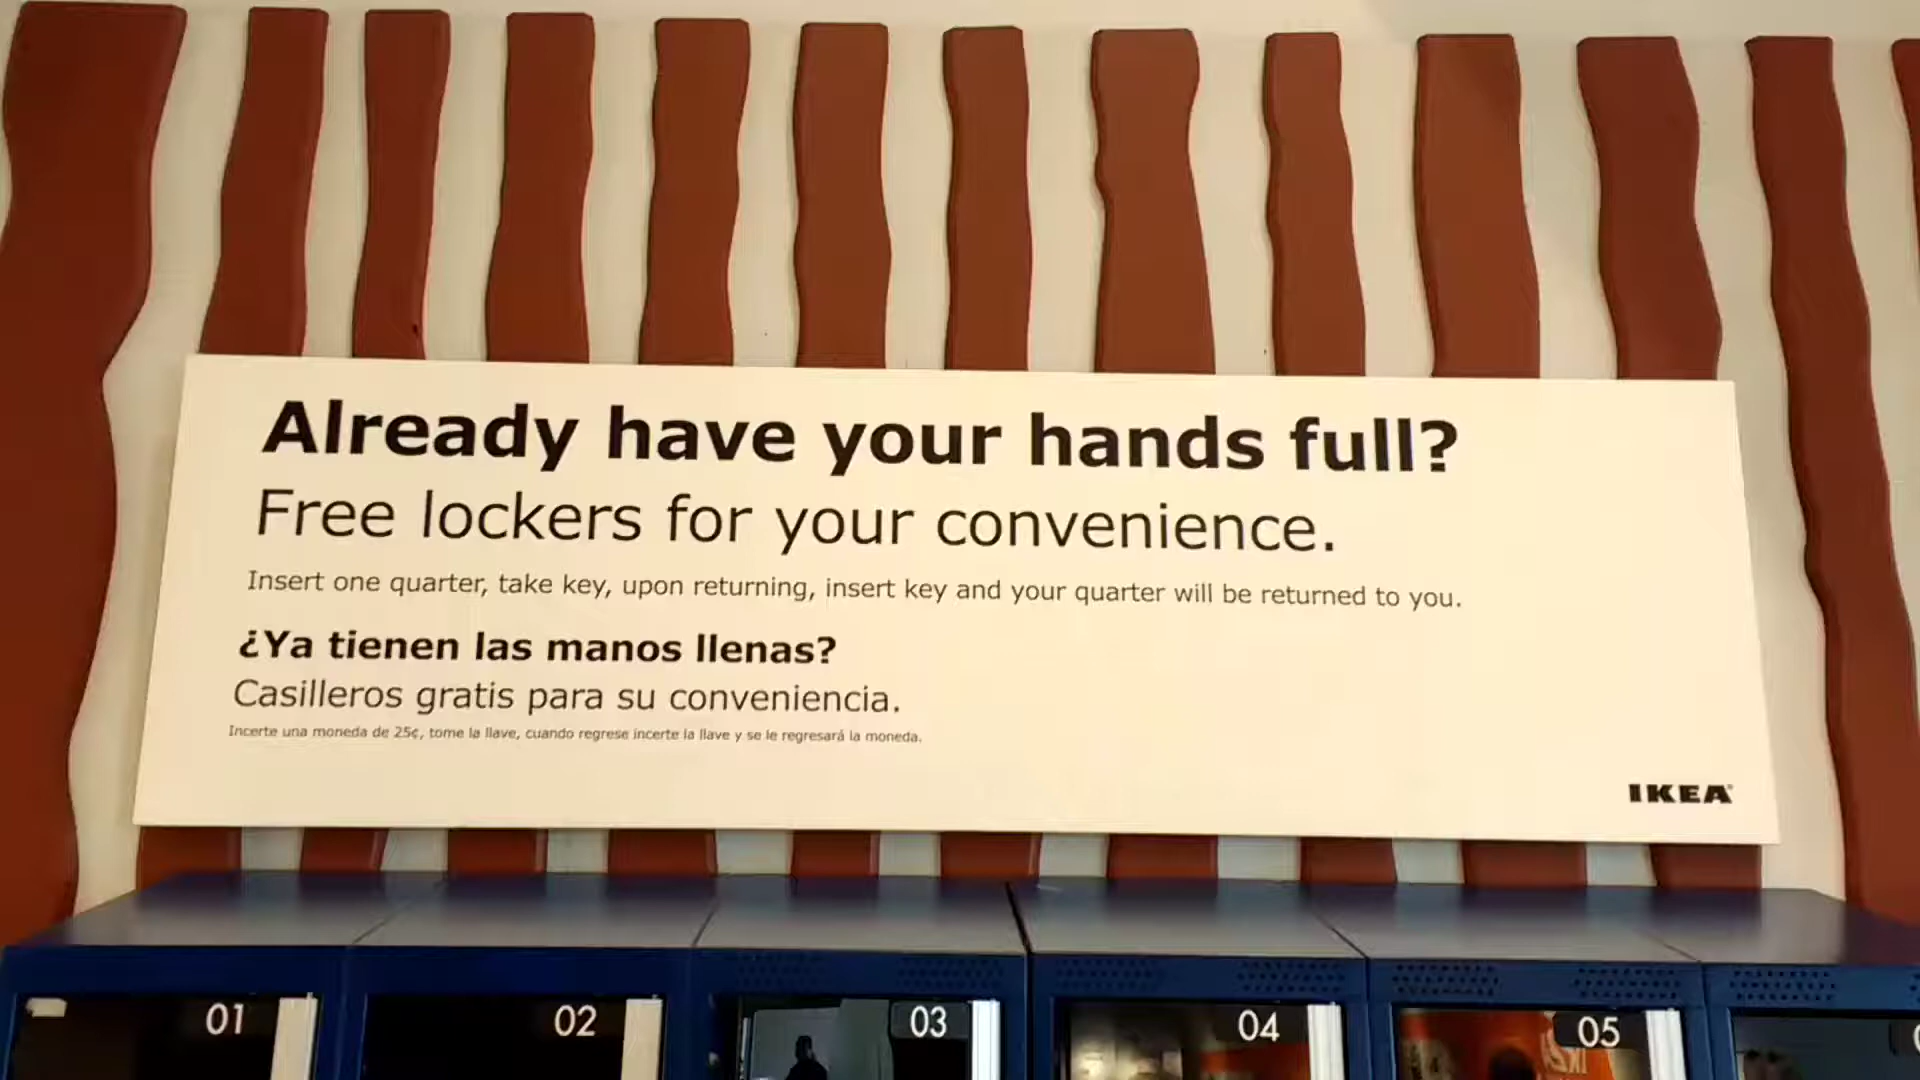 Already have your hands full?
Free lockers for your convenience.
Insert one quarter, take key, upon returning, insert key and your quarter will be returned to you.
¿Ya tienen las manos llenas?
Casilleros gratis para su conveniencia.
Incerte una moneda de 25¢, tome la llave, cuando regrese incerte la llave y se le regresará la moneda.
IKEA
01 02 03 04 05